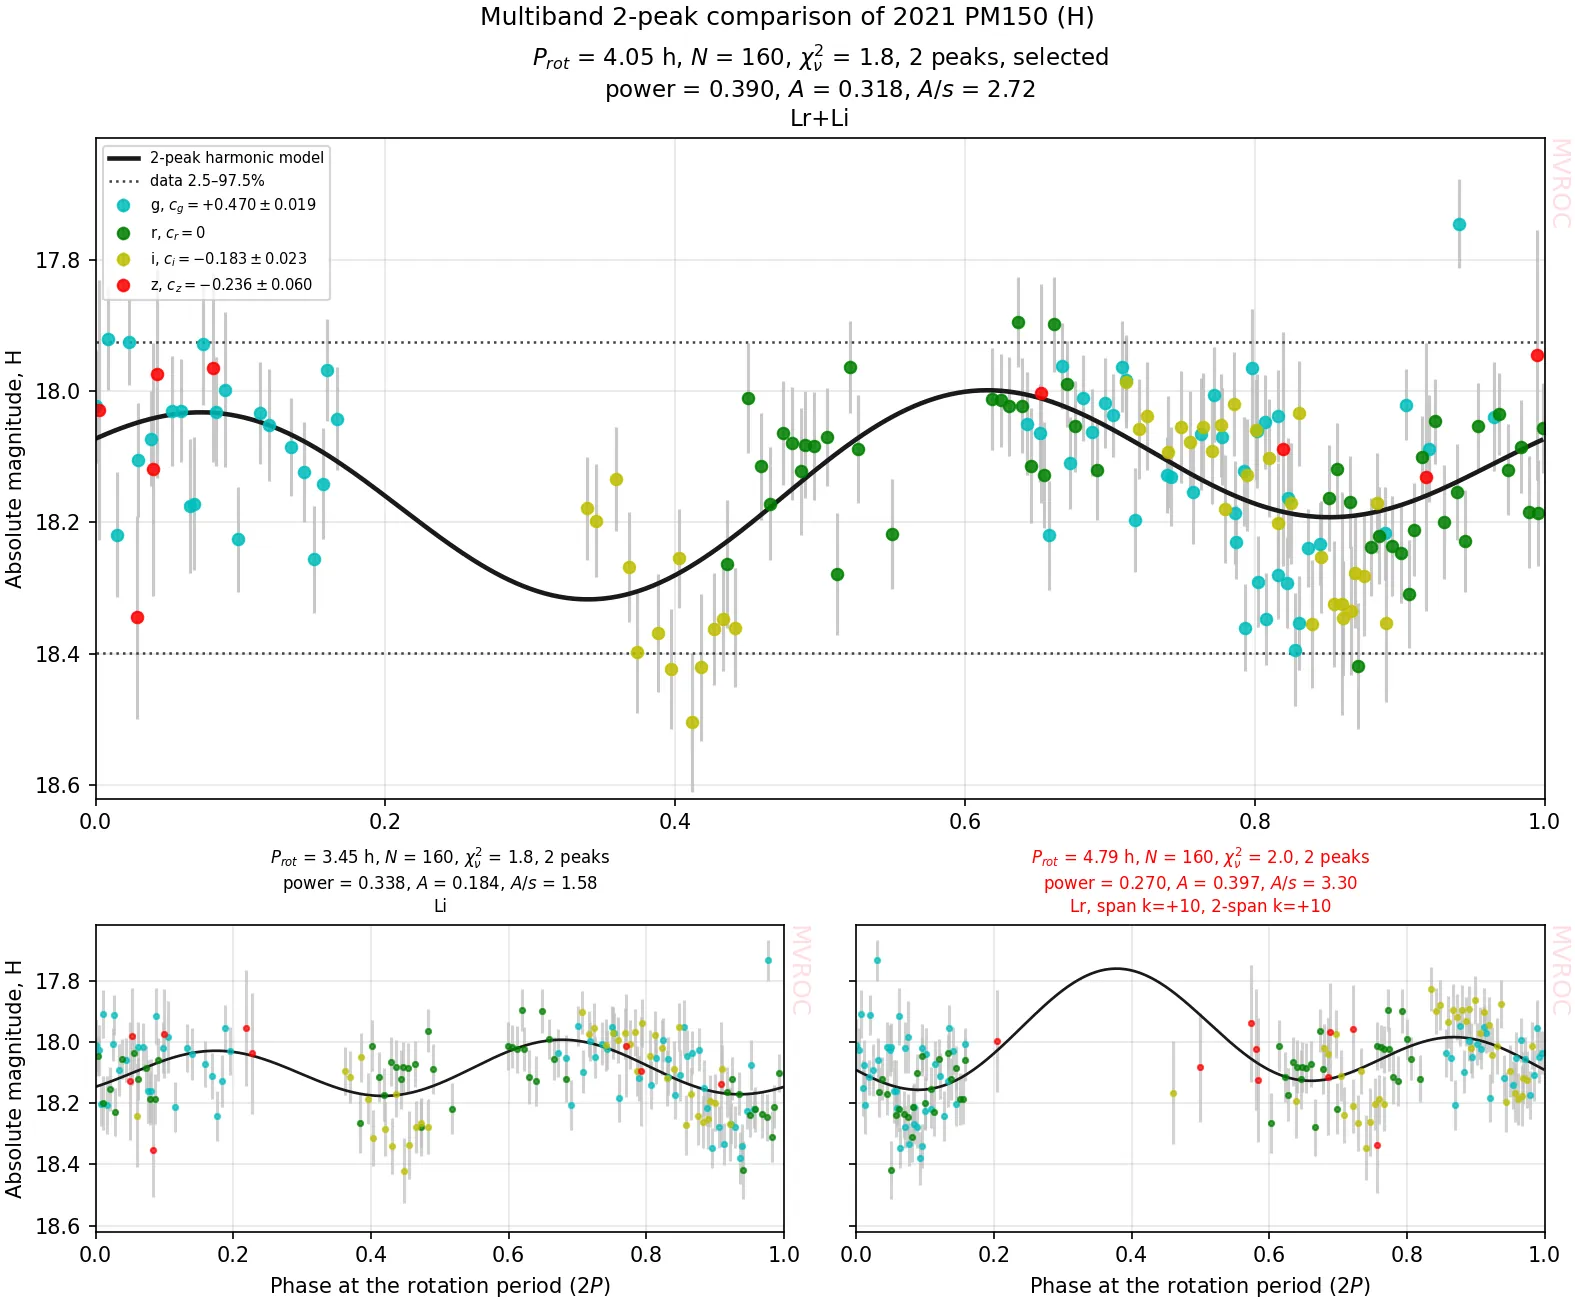 Multiband 2-peak comparison of 2021 PM150 (H)
P_rot = 4.05 h, N = 160, χ²_ν = 1.8, 2 peaks, selected
power = 0.390, A = 0.318, A/s = 2.72
Lr+Li
2-peak harmonic model
data 2.5–97.5%
g, c_g = +0.470 ± 0.019
r, c_r = 0
i, c_i = −0.183 ± 0.023
z, c_z = −0.236 ± 0.060
MVROC
Absolute magnitude, H
17.8
18.0
18.2
18.4
18.6
0.0 0.2 0.4 0.6 0.8 1.0
P_rot = 3.45 h, N = 160, χ²_ν = 1.8, 2 peaks
power = 0.338, A = 0.184, A/s = 1.58
Li
MVROC
Absolute magnitude, H
17.8
18.0
18.2
18.4
18.6
0.0 0.2 0.4 0.6 0.8 1.0
Phase at the rotation period (2P)
P_rot = 4.79 h, N = 160, χ²_ν = 2.0, 2 peaks
power = 0.270, A = 0.397, A/s = 3.30
Lr, span k=+10, 2-span k=+10
MVROC
0.0 0.2 0.4 0.6 0.8 1.0
Phase at the rotation period (2P)